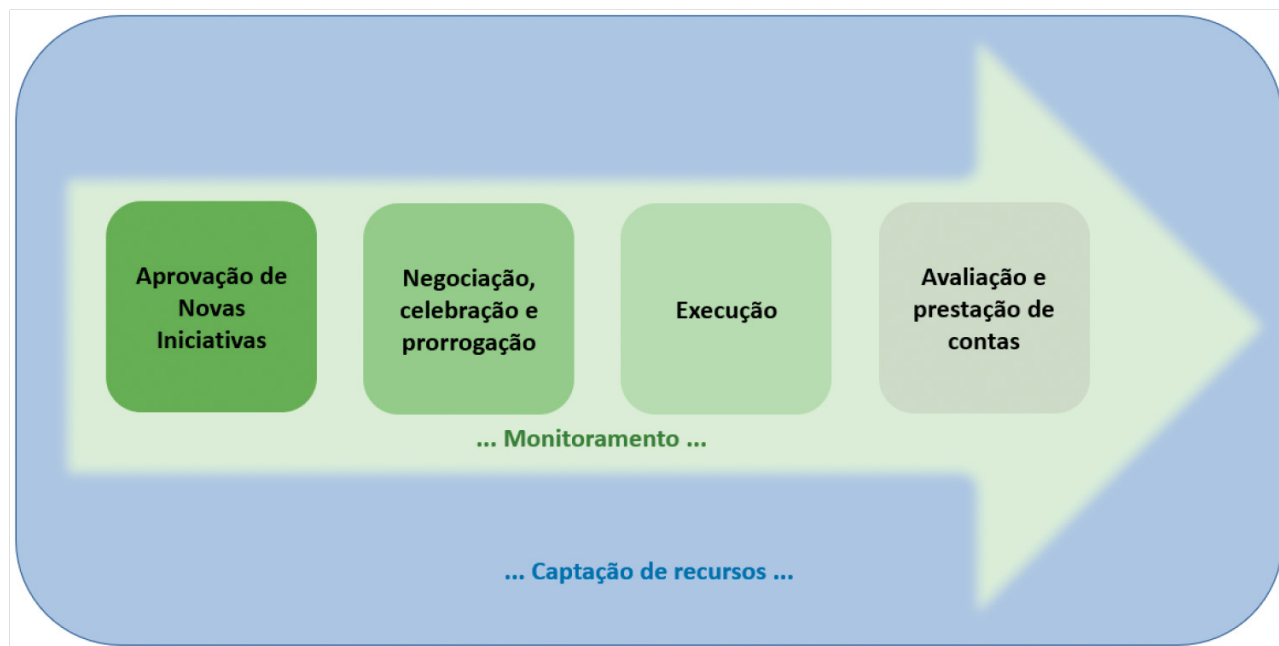 Aprovação de
Novas
Iniciativas
Negociação,
celebração e
prorrogação
Execução
Avaliação e
prestação de
contas
... Monitoramento ...
... Captação de recursos ...